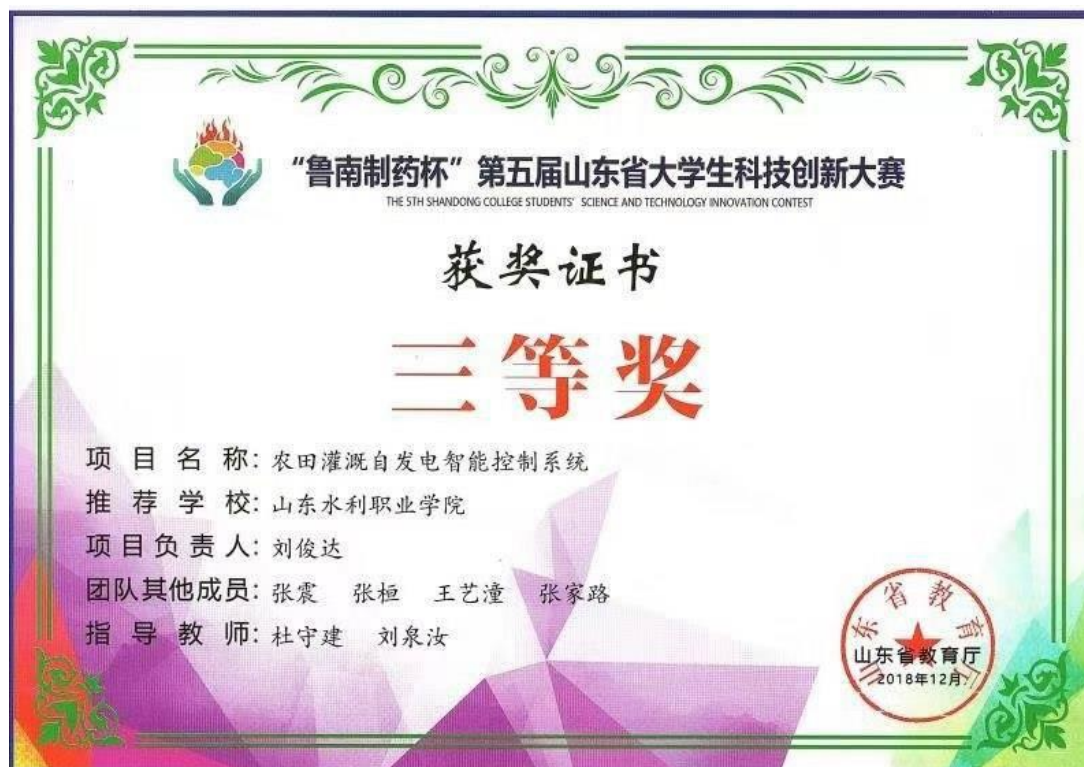 “鲁南制药杯”第五届山东省大学生科技创新大赛
THE 5TH SHANDONG COLLEGE STUDENTS' SCIENCE AND TECHNOLOGY INNOVATION CONTEST
获奖证书
三等奖
项目名称：农田灌溉自发电智能控制系统
推荐学校：山东水利职业学院
项目负责人：刘俊达
团队其他成员：张震 张桓 王艺潼 张家路
指导教师：杜守建 刘泉汝
山东省教育厅
山东省教育厅
2018年12月